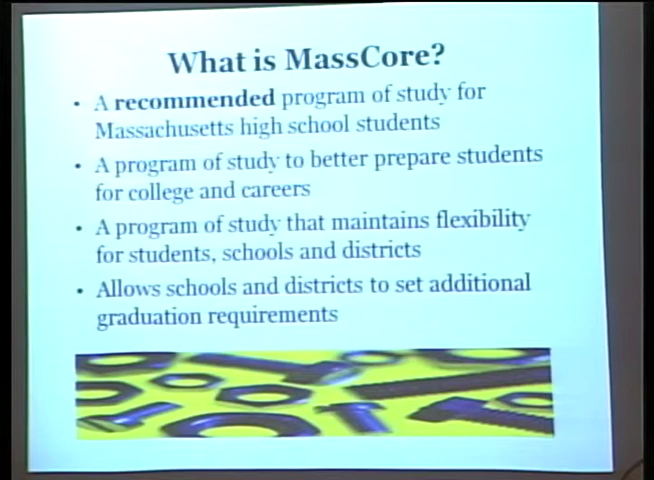 What is MassCore?
• A recommended program of study for
Massachusetts high school students
• A program of study to better prepare students
for college and careers
• A program of study that maintains flexibility
for students, schools and districts
• Allows schools and districts to set additional
graduation requirements